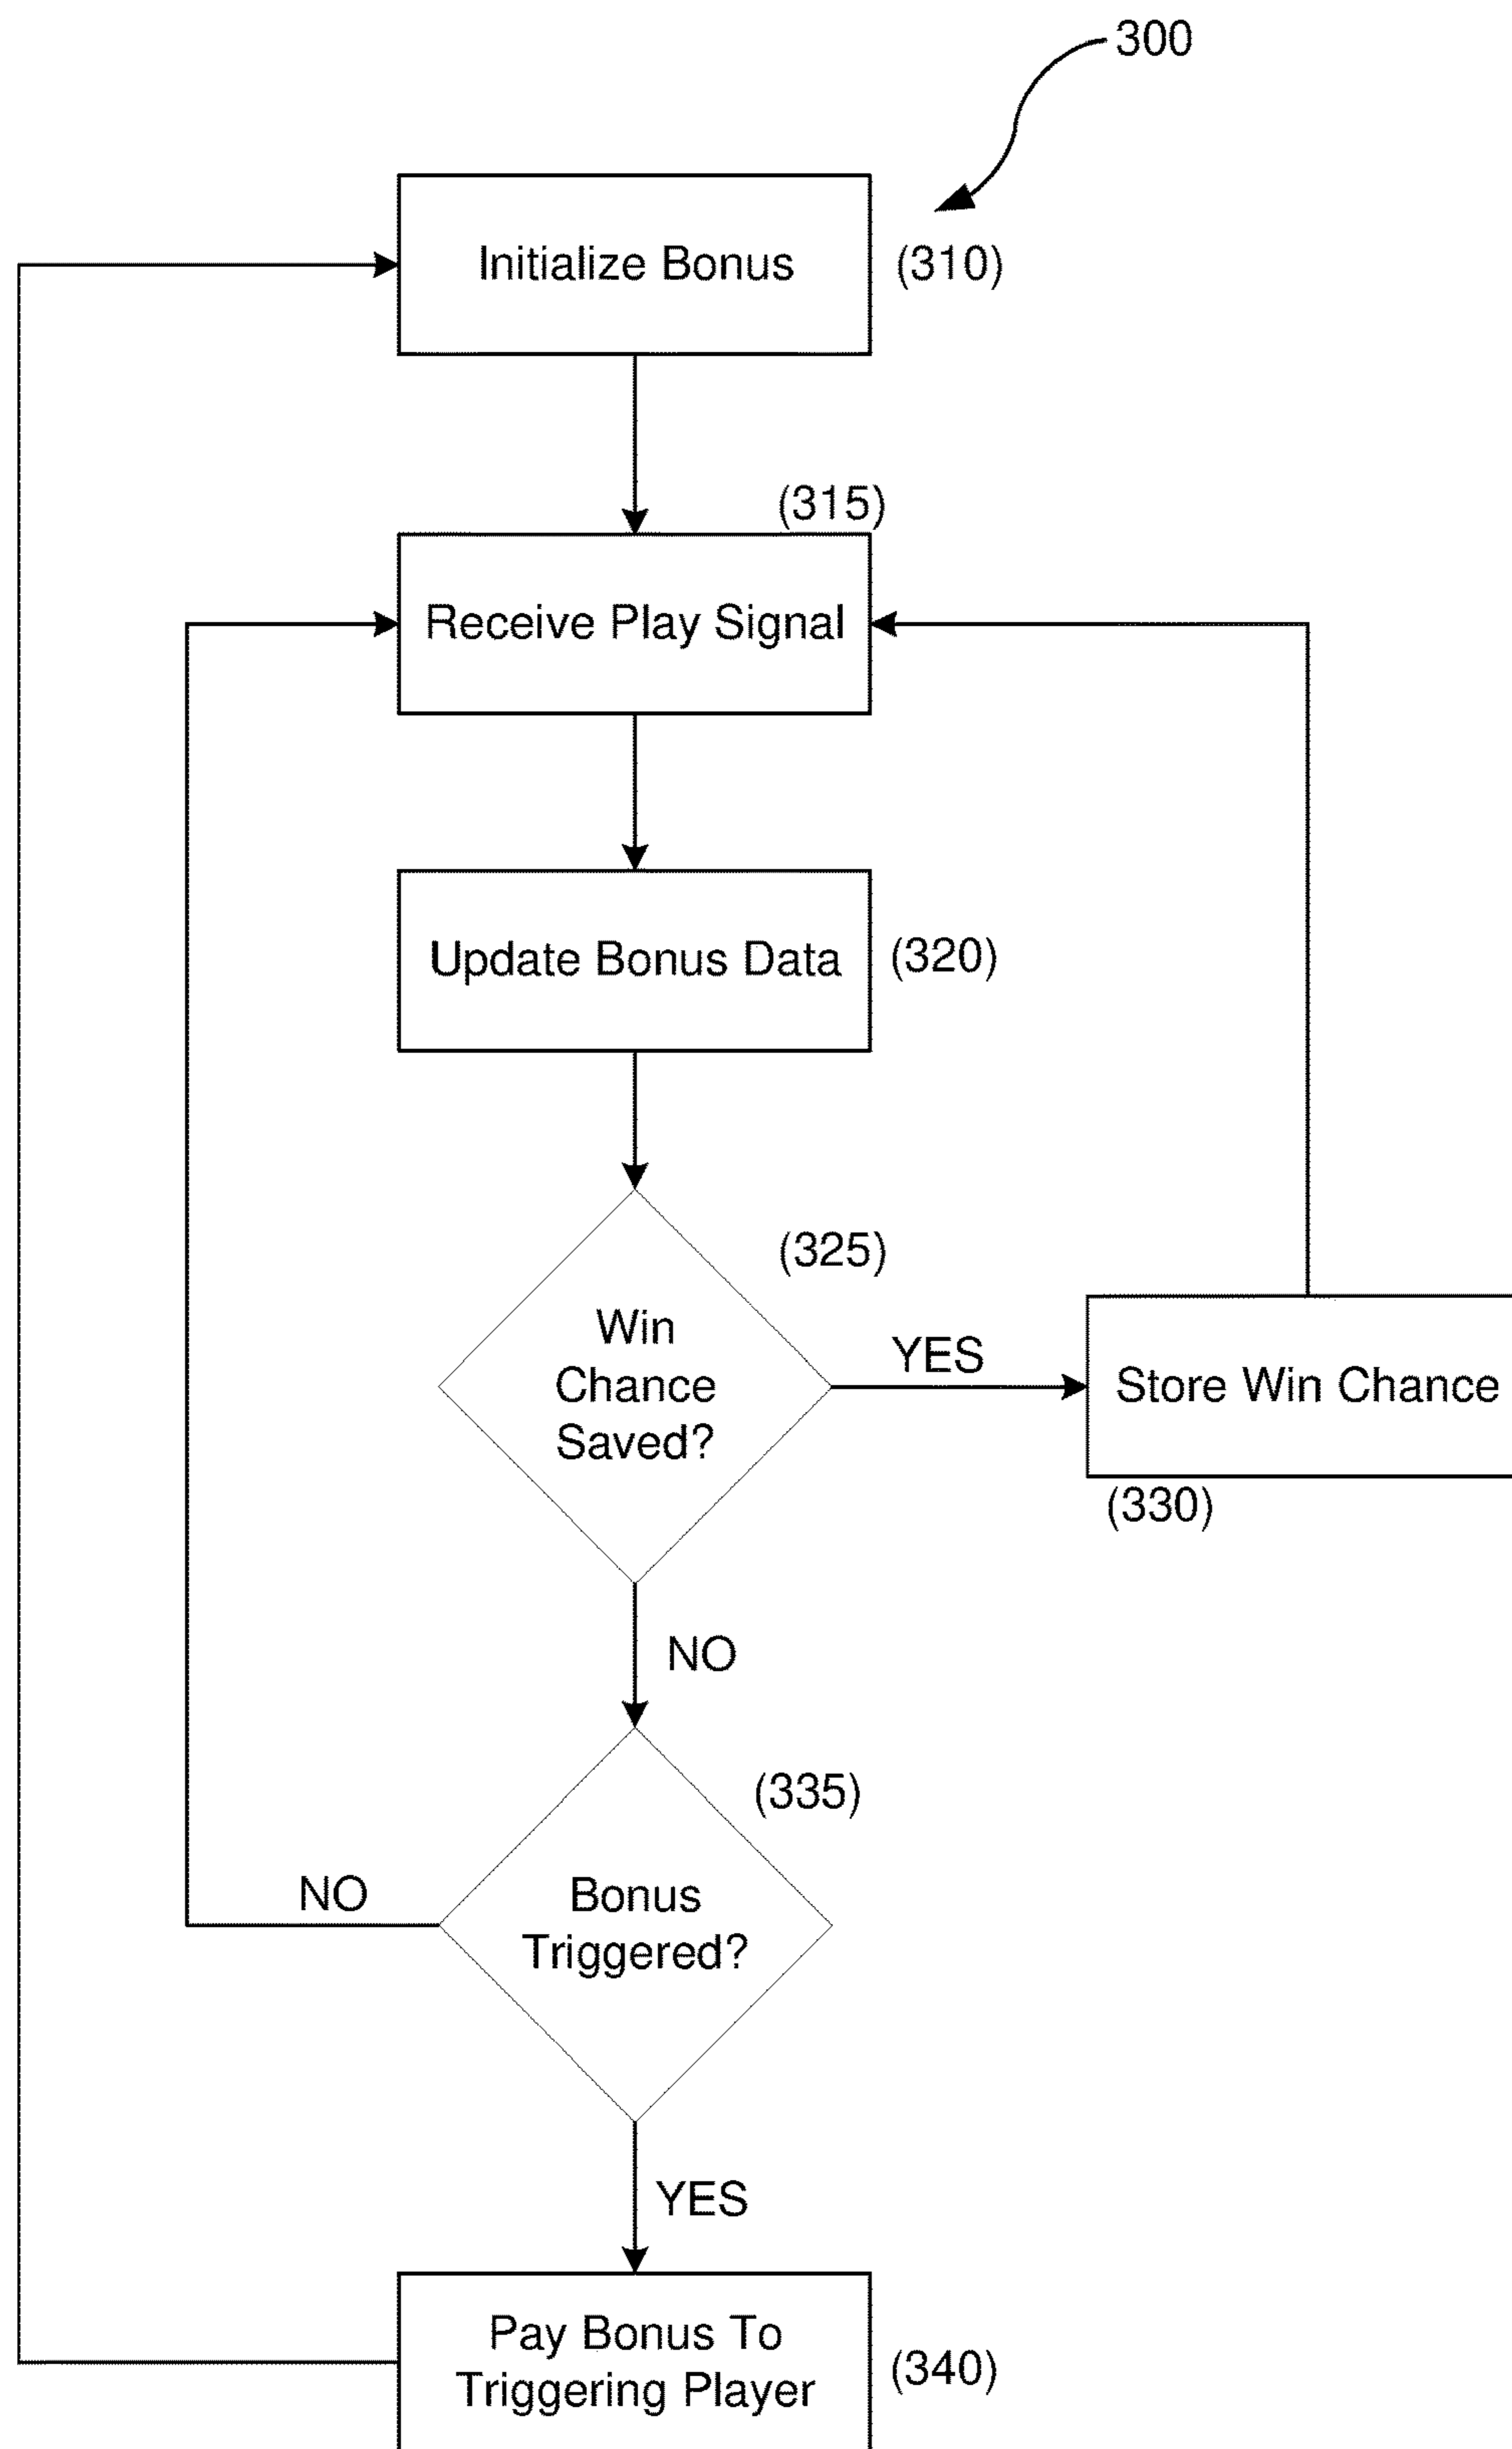 300
Initialize Bonus
(310)
(315)
Receive Play Signal
Update Bonus Data
(320)
(325)
Win
Chance
Saved?
YES
Store Win Chance
(330)
NO
(335)
Bonus
Triggered?
NO
YES
Pay Bonus To
Triggering Player
(340)